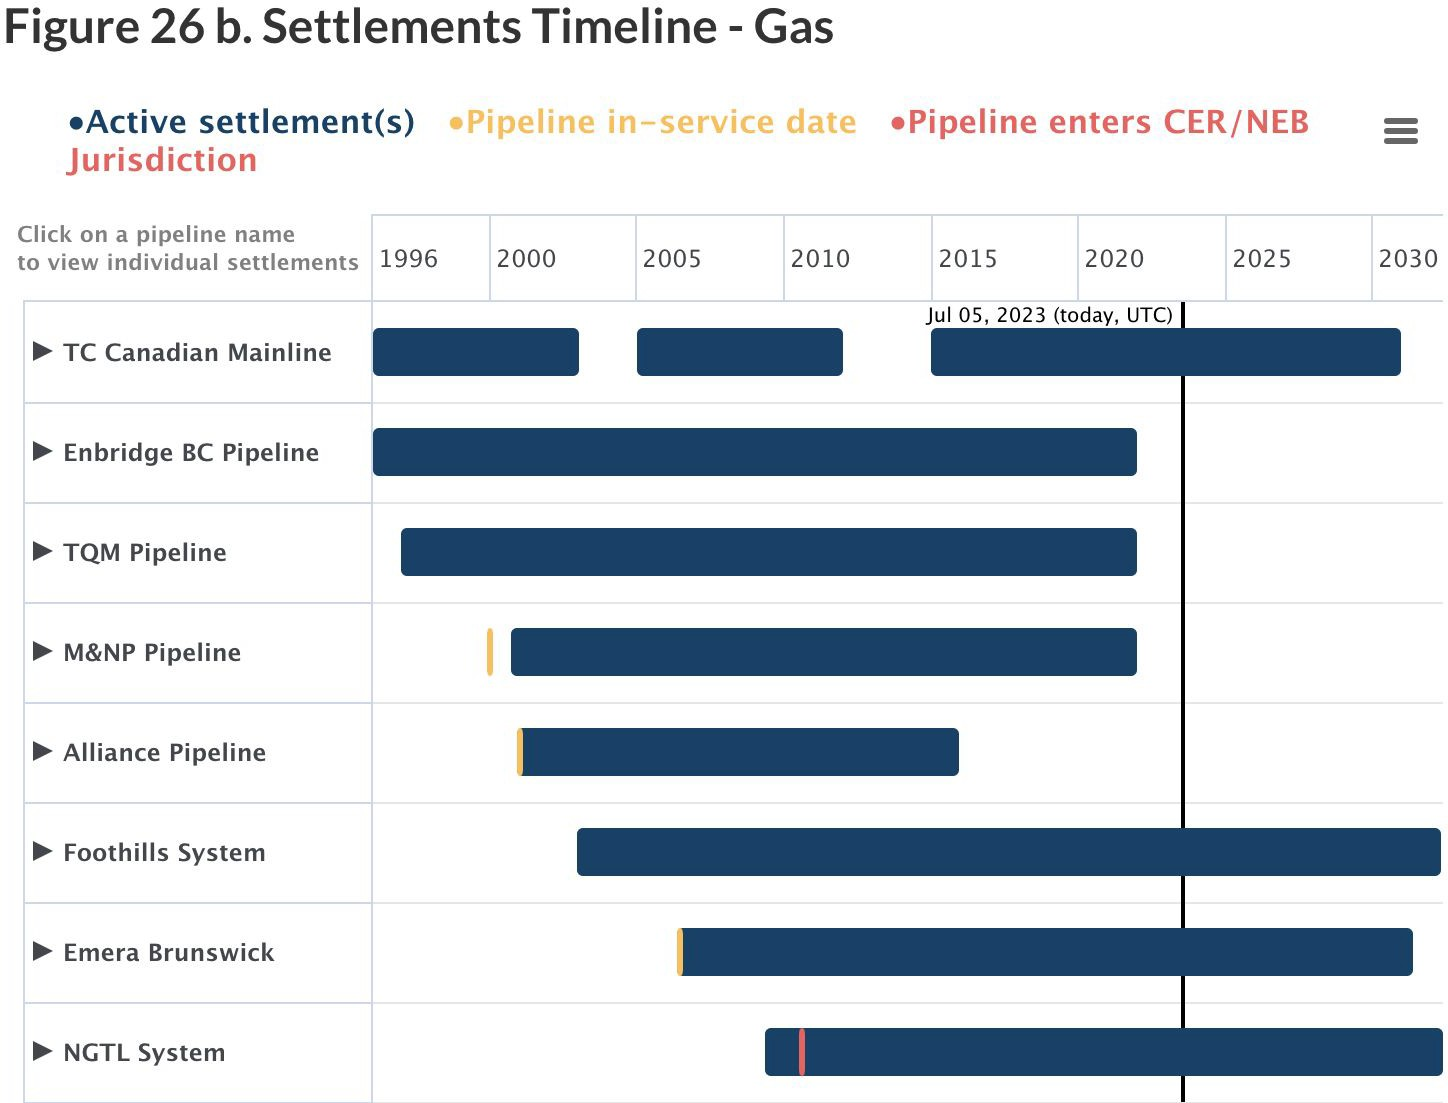 Figure 26 b. Settlements Timeline - Gas
•Active settlement(s) •Pipeline in-service date •Pipeline enters CER/NEB
Jurisdiction
Click on a pipeline name
to view individual settlements
1996 2000 2005 2010 2015 2020 2025 2030
Jul 05, 2023 (today, UTC)
► TC Canadian Mainline
► Enbridge BC Pipeline
► TQM Pipeline
► M&NP Pipeline
► Alliance Pipeline
► Foothills System
► Emera Brunswick
► NGTL System